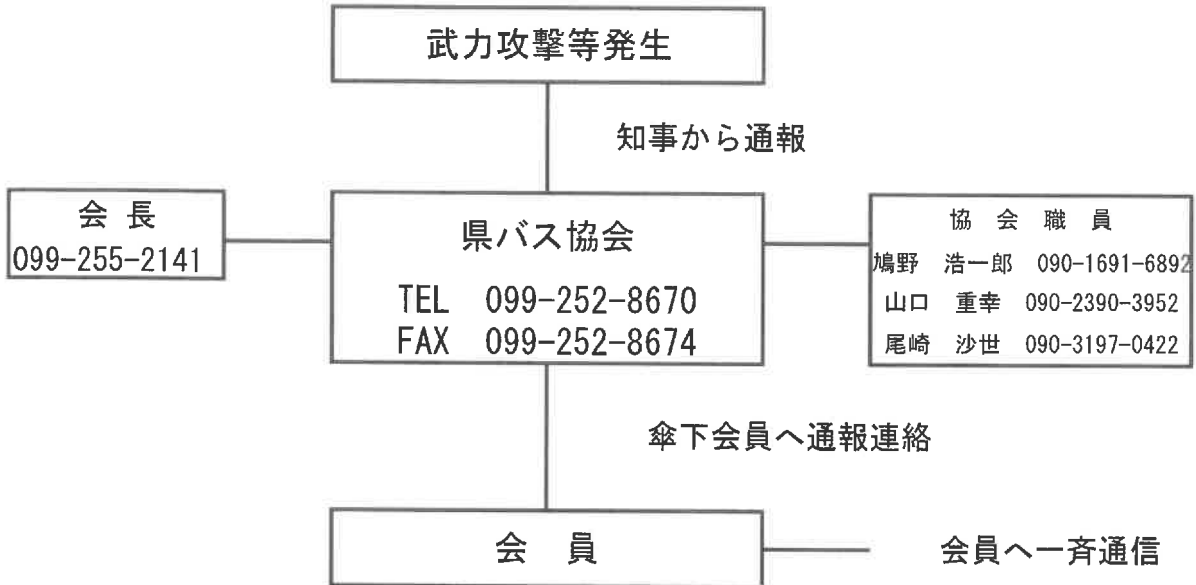 武力攻撃等発生
知事から通報
会 長
099-255-2141
県バス協会
TEL 099-252-8670
FAX 099-252-8674
協 会 職 員
鳩野 浩一郎 090-1691-6892
山口 重幸 090-2390-3952
尾崎 沙世 090-3197-0422
傘下会員へ通報連絡
会 員
会員へ一斉通信